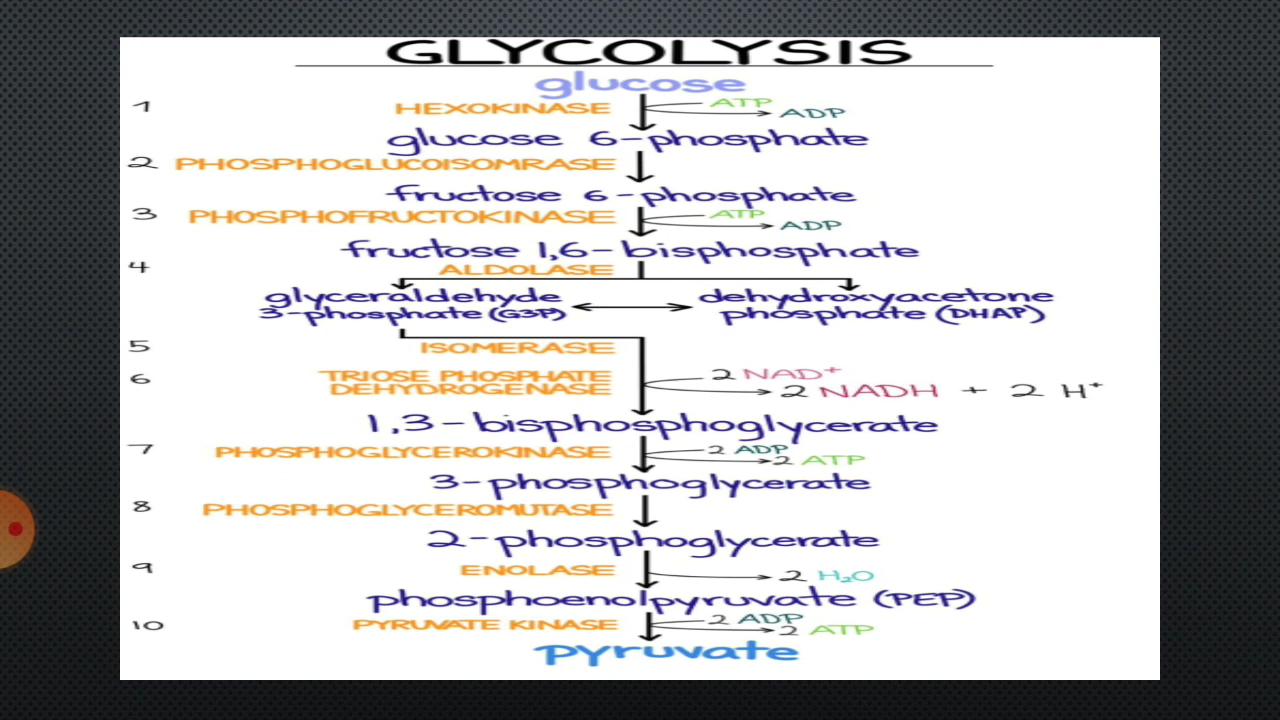 GLYCOLYSIS
glucose
1 HEXOKINASE ATP ADP
glucose 6-phosphate
2 PHOSPHOGLUCOISOMRASE
fructose 6-phosphate
3 PHOSPHOFRUCTOKINASE ATP ADP
fructose 1,6-bisphosphate
4 ALDOLASE
glyceraldehyde dehydroxyacetone
3-phosphate (G3P) phosphate (DHAP)
5 ISOMERASE
6 TRIOSE PHOSPHATE 2 NAD+
DEHYDROGENASE 2 NADH + 2 H+
1,3-bisphosphoglycerate
7 PHOSPHOGLYCEROKINASE 2 ADP 2 ATP
3-phosphoglycerate
8 PHOSPHOGLYCEROMUTASE
2-phosphoglycerate
9 ENOLASE 2 H₂O
phosphoenolpyruvate (PEP)
10 PYRUVATE KINASE 2 ADP 2 ATP
pyruvate